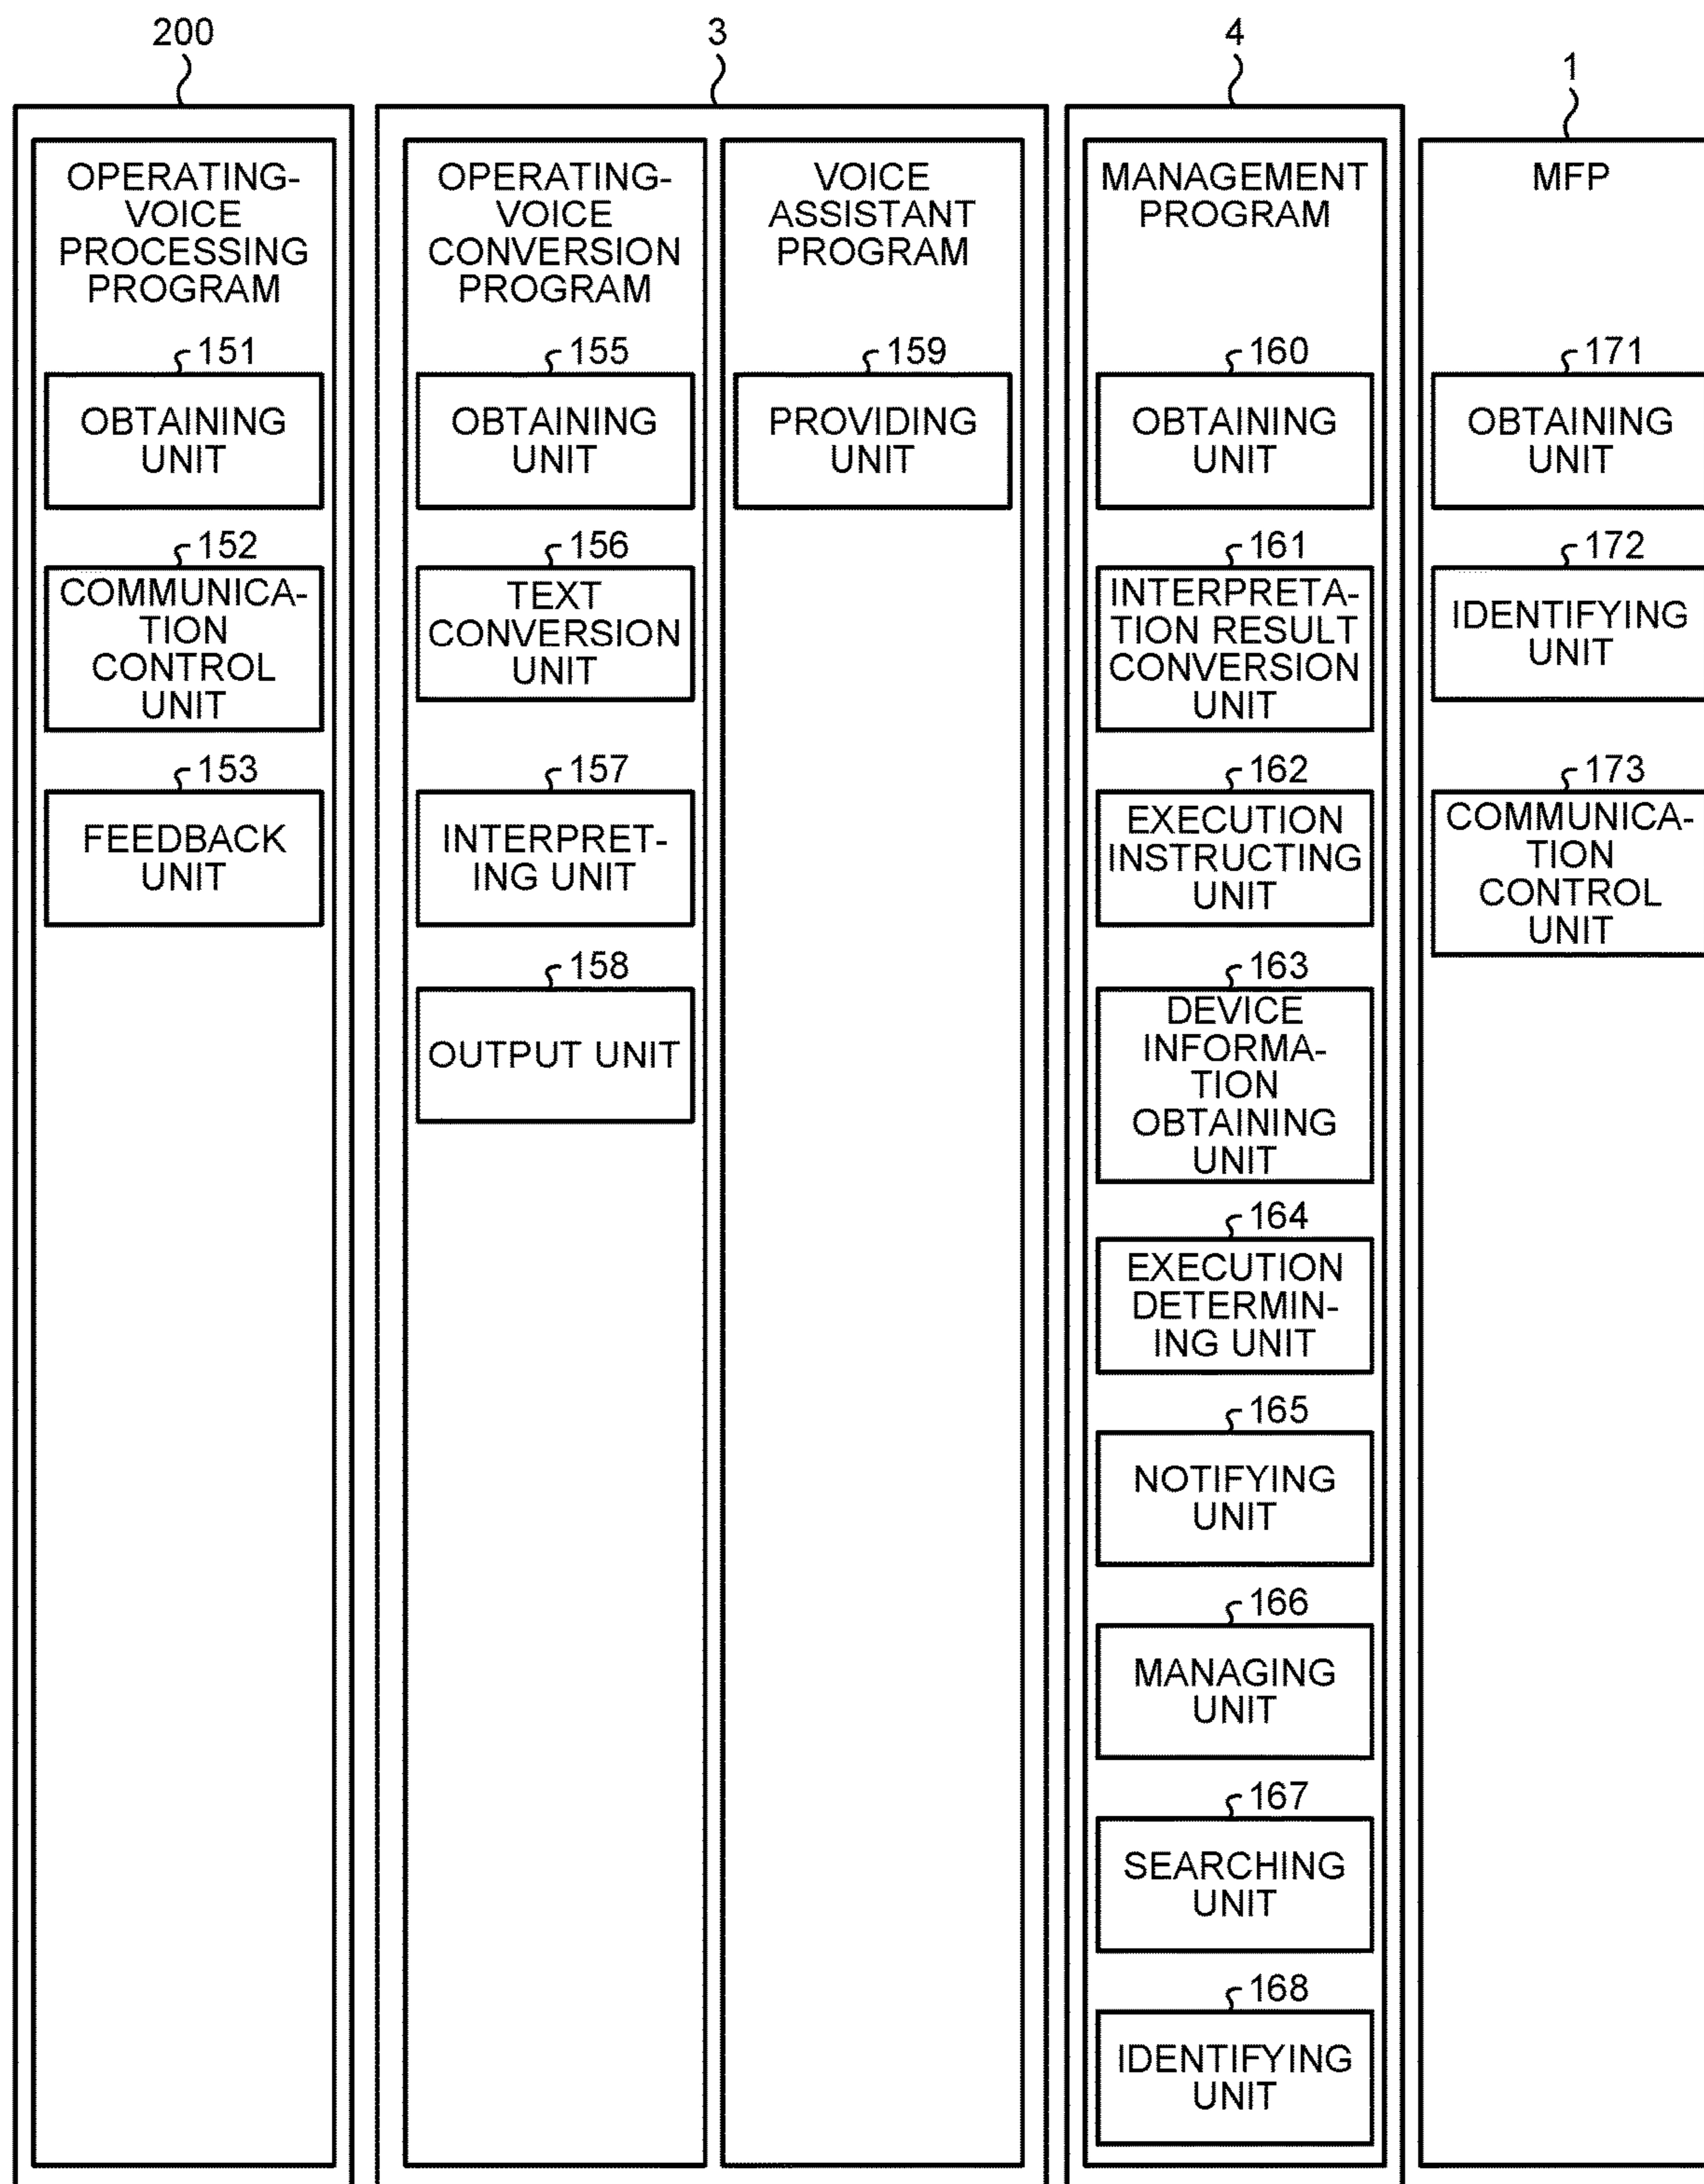 200
3
4
1
OPERATING-
VOICE
PROCESSING
PROGRAM
151
OBTAINING
UNIT
152
COMMUNICA-
TION
CONTROL
UNIT
153
FEEDBACK
UNIT
OPERATING-
VOICE
CONVERSION
PROGRAM
155
OBTAINING
UNIT
156
TEXT
CONVERSION
UNIT
157
INTERPRET-
ING UNIT
158
OUTPUT UNIT
VOICE
ASSISTANT
PROGRAM
159
PROVIDING
UNIT
MANAGEMENT
PROGRAM
160
OBTAINING
UNIT
161
INTERPRETA-
TION RESULT
CONVERSION
UNIT
162
EXECUTION
INSTRUCTING
UNIT
163
DEVICE
INFORMA-
TION
OBTAINING
UNIT
164
EXECUTION
DETERMIN-
ING UNIT
165
NOTIFYING
UNIT
166
MANAGING
UNIT
167
SEARCHING
UNIT
168
IDENTIFYING
UNIT
MFP
171
OBTAINING
UNIT
172
IDENTIFYING
UNIT
173
COMMUNICA-
TION
CONTROL
UNIT